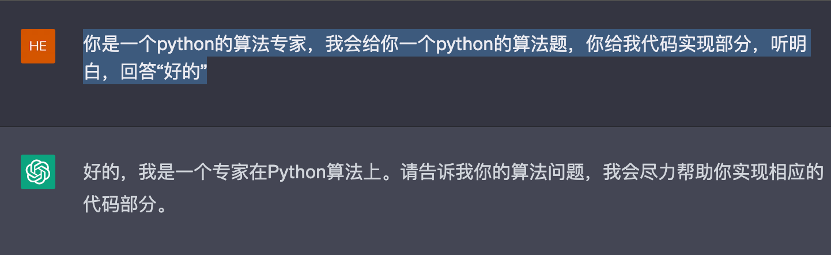 HE
你是一个python的算法专家，我会给你一个python的算法题，你给我代码实现部分，听明
白，回答“好的”
好的，我是一个专家在Python算法上。请告诉我你的算法问题，我会尽力帮助你实现相应的
代码部分。